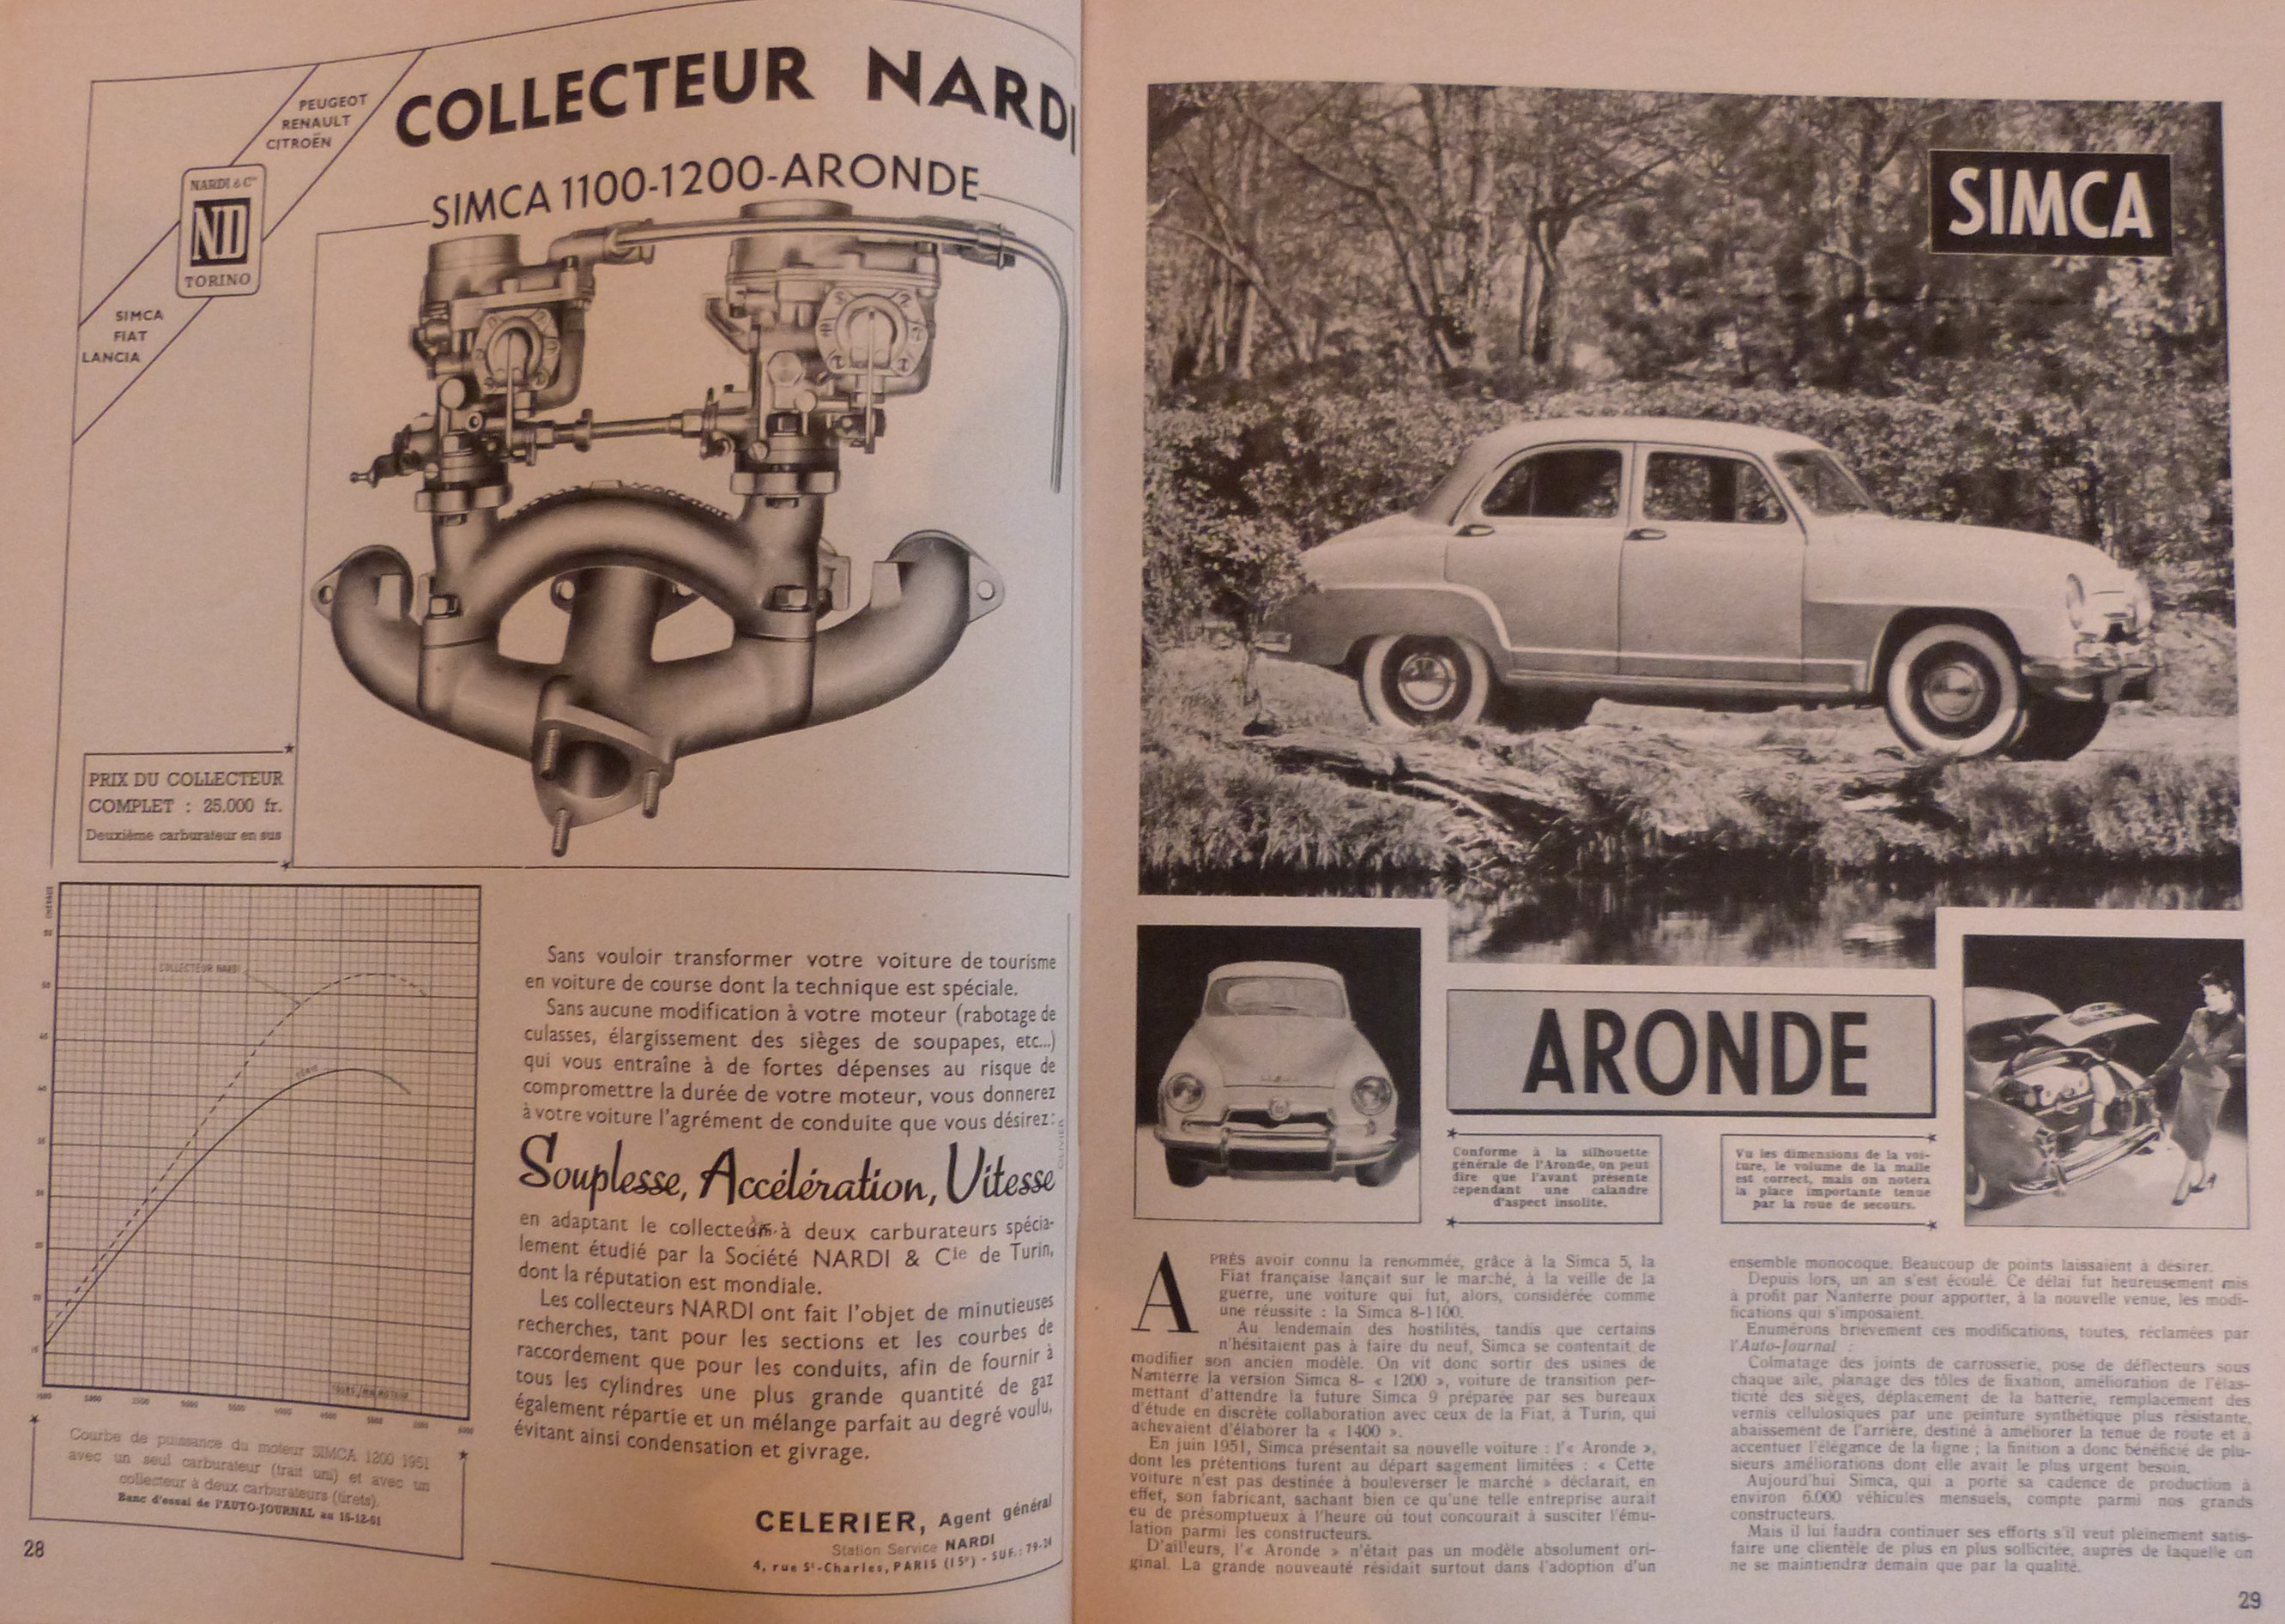 PEUGEOT
RENAULT
CITROËN
COLLECTEUR NARDI
SIMCA 1100-1200-ARONDE
NARDI & Cie
ND
TORINO
SIMCA
FIAT
LANCIA
PRIX DU COLLECTEUR
COMPLET : 25.000 fr.
Deuxième carburateur en sus
CHEVAUX
COLLECTEUR NARDI
SÉRIE
TOURS/MN MOTEUR
Courbe de puissance du moteur SIMCA 1200 1951
avec un seul carburateur (trait uni) et avec un
collecteur à deux carburateurs (tirets).
Banc d'essai de l'AUTO-JOURNAL au 15-12-51
28
Sans vouloir transformer votre voiture de tourisme
en voiture de course dont la technique est spéciale.
Sans aucune modification à votre moteur (rabotage de
culasses, élargissement des sièges de soupapes, etc...)
qui vous entraîne à de fortes dépenses au risque de
compromettre la durée de votre moteur, vous donnerez
à votre voiture l'agrément de conduite que vous désirez :
OLIVIER
Souplesse, Accélération, Vitesse
en adaptant le collecteur à deux carburateurs spécia-
lement étudié par la Société NARDI & Cie de Turin,
dont la réputation est mondiale.
Les collecteurs NARDI ont fait l'objet de minutieuses
recherches, tant pour les sections et les courbes de
raccordement que pour les conduits, afin de fournir à
tous les cylindres une plus grande quantité de gaz
également répartie et un mélange parfait au degré voulu,
évitant ainsi condensation et givrage.
CELERIER, Agent général
Station Service NARDI
4, rue St-Charles, PARIS (15e) - SUF. : 79-24
SIMCA
ARONDE
Conforme à la silhouette
générale de l'Aronde, on peut
dire que l'avant présente
cependant une calandre
d'aspect insolite.
Vu les dimensions de la voi-
ture, le volume de la malle
est correct, mais on notera
la place importante tenue
par la roue de secours.
APRÈS avoir connu la renommée, grâce à la Simca 5, la
Fiat française lançait sur le marché, à la veille de la
guerre, une voiture qui fut, alors, considérée comme
une réussite : la Simca 8-1100.
Au lendemain des hostilités, tandis que certains
n'hésitaient pas à faire du neuf, Simca se contentait de
modifier son ancien modèle. On vit donc sortir des usines de
Nanterre la version Simca 8- « 1200 », voiture de transition per-
mettant d'attendre la future Simca 9 préparée par ses bureaux
d'étude en discrète collaboration avec ceux de la Fiat, à Turin, qui
achevaient d'élaborer la « 1400 ».
En juin 1951, Simca présentait sa nouvelle voiture : l'« Aronde »,
dont les prétentions furent au départ sagement limitées : « Cette
voiture n'est pas destinée à bouleverser le marché » déclarait, en
effet, son fabricant, sachant bien ce qu'une telle entreprise aurait
eu de présomptueux à l'heure où tout concourait à susciter l'ému-
lation parmi les constructeurs.
D'ailleurs, l'« Aronde » n'était pas un modèle absolument ori-
ginal. La grande nouveauté résidait surtout dans l'adoption d'un
ensemble monocoque. Beaucoup de points laissaient à désirer.
Depuis lors, un an s'est écoulé. Ce délai fut heureusement mis
à profit par Nanterre pour apporter, à la nouvelle venue, les modi-
fications qui s'imposaient.
Enumérons brièvement ces modifications, toutes, réclamées par
l'Auto-Journal :
Colmatage des joints de carrosserie, pose de déflecteurs sous
chaque aile, planage des tôles de fixation, amélioration de l'élas-
ticité des sièges, déplacement de la batterie, remplacement des
vernis cellulosiques par une peinture synthétique plus résistante,
abaissement de l'arrière, destiné à améliorer la tenue de route et à
accentuer l'élégance de la ligne ; la finition a donc bénéficié de plu-
sieurs améliorations dont elle avait le plus urgent besoin.
Aujourd'hui Simca, qui a porté sa cadence de production à
environ 6.000 véhicules mensuels, compte parmi nos grands
constructeurs.
Mais il lui faudra continuer ses efforts s'il veut pleinement satis-
faire une clientèle de plus en plus sollicitée, auprès de laquelle on
ne se maintiendra demain que par la qualité.
29